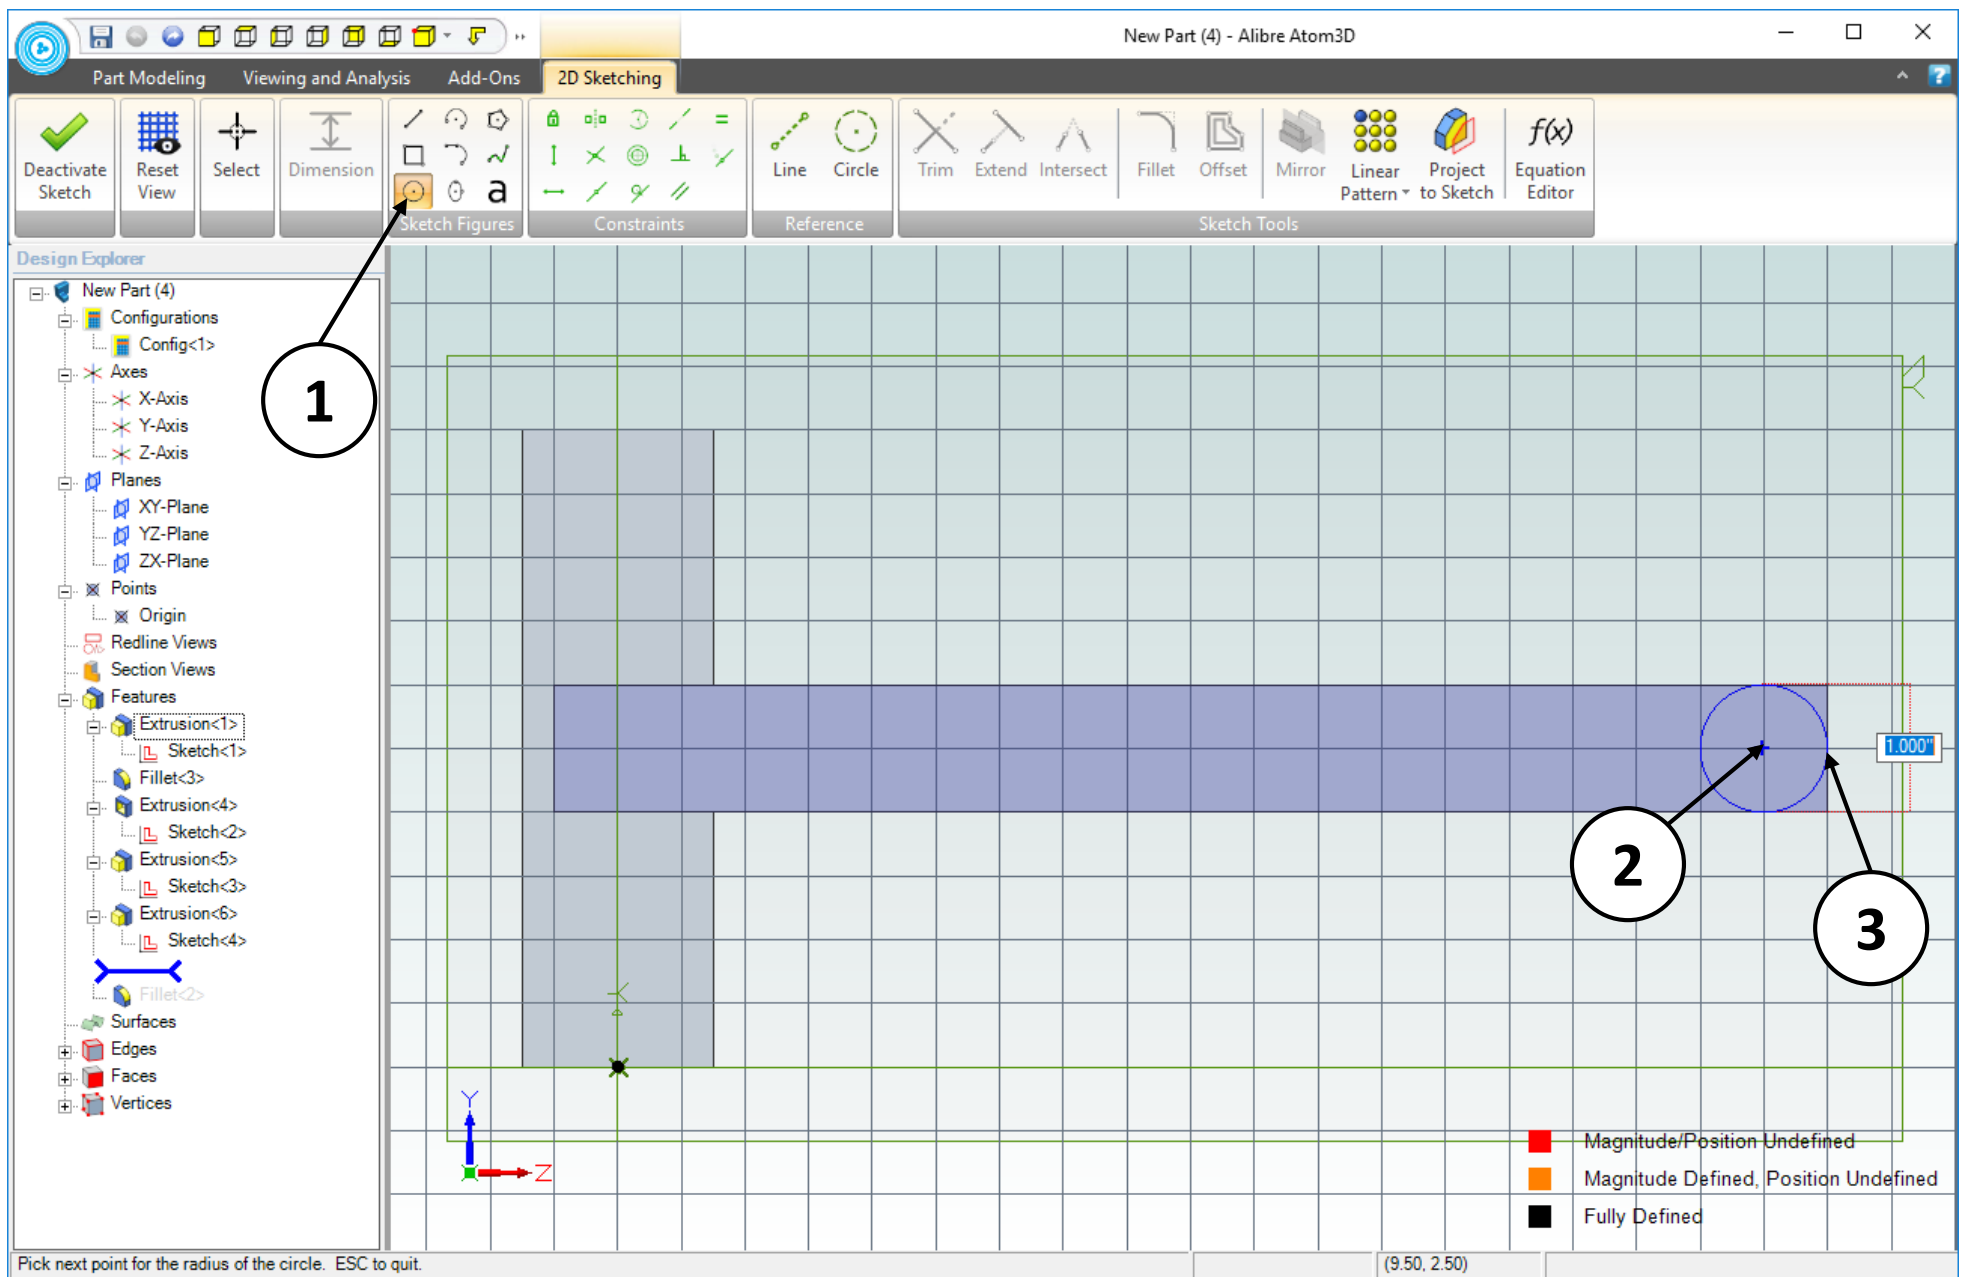 New Part (4) - Alibre Atom3D
Part Modeling Viewing and Analysis Add-Ons 2D Sketching
Deactivate Sketch
Reset View
Select
Dimension
a
Sketch Figures
Constraints
Line Circle
Reference
Trim Extend Intersect Fillet Offset Mirror
Linear Pattern
Project to Sketch
f(x)
Equation Editor
Sketch Tools
Design Explorer
New Part (4)
Configurations
Config<1>
Axes
X-Axis
Y-Axis
Z-Axis
Planes
XY-Plane
YZ-Plane
ZX-Plane
Points
Origin
Redline Views
Section Views
Features
Extrusion<1>
Sketch<1>
Fillet<3>
Extrusion<4>
Sketch<2>
Extrusion<5>
Sketch<3>
Extrusion<6>
Sketch<4>
Fillet<2>
Surfaces
Edges
Faces
Vertices
1
1.000"
2
3
Y
Z
Magnitude/Position Undefined
Magnitude Defined, Position Undefined
Fully Defined
Pick next point for the radius of the circle. ESC to quit.
(9.50, 2.50)